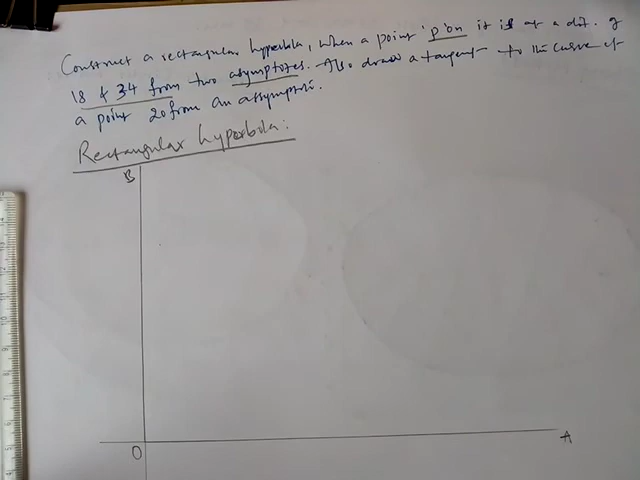 Construct a rectangular hyperbola, when a point 'p' on it is at a dist. of
18 & 34 from two asymptotes. Also draw a tangent to the curve at
a point 20 from an assymptote.
Rectangular hyperbola:
B
O
A